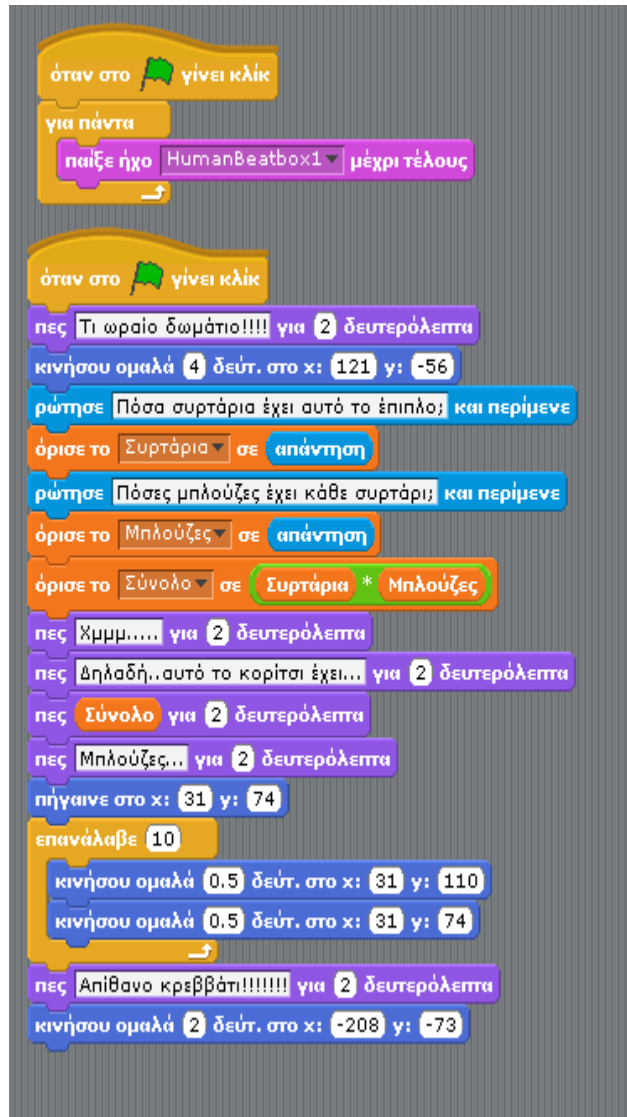 όταν στο γίνει κλίκ
για πάντα
παίξε ήχο HumanBeatbox1 μέχρι τέλους
όταν στο γίνει κλίκ
πες Τι ωραίο δωμάτιο!!!! για 2 δευτερόλεπτα
κινήσου ομαλά 4 δεύτ. στο x: 121 y: -56
ρώτησε Πόσα συρτάρια έχει αυτό το έπιπλο; και περίμενε
όρισε το Συρτάρια σε απάντηση
ρώτησε Πόσες μπλούζες έχει κάθε συρτάρι; και περίμενε
όρισε το Μπλούζες σε απάντηση
όρισε το Σύνολο σε Συρτάρια * Μπλούζες
πες Χμμμ..... για 2 δευτερόλεπτα
πες Δηλαδή..αυτό το κορίτσι έχει... για 2 δευτερόλεπτα
πες Σύνολο για 2 δευτερόλεπτα
πες Μπλούζες... για 2 δευτερόλεπτα
πήγαινε στο x: 31 y: 74
επανάλαβε 10
κινήσου ομαλά 0.5 δεύτ. στο x: 31 y: 110
κινήσου ομαλά 0.5 δεύτ. στο x: 31 y: 74
πες Απίθανο κρεββάτι!!!!!!! για 2 δευτερόλεπτα
κινήσου ομαλά 2 δεύτ. στο x: -208 y: -73